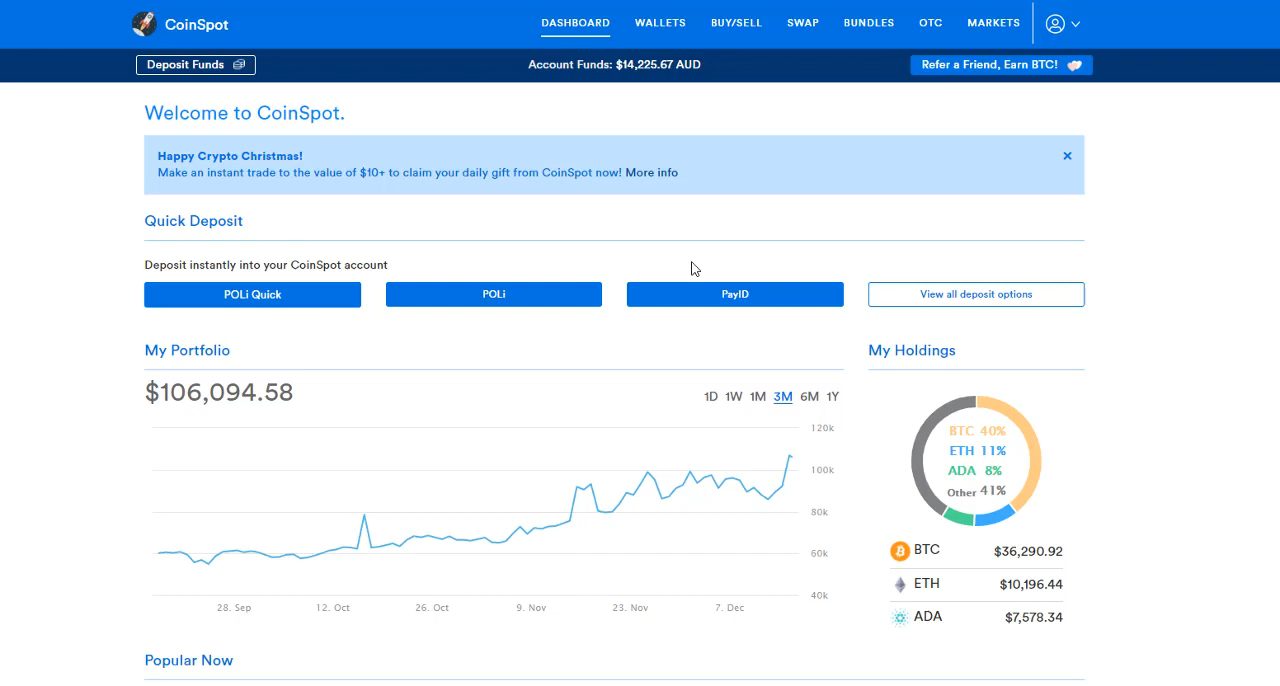 CoinSpot
DASHBOARD WALLETS BUY/SELL SWAP BUNDLES OTC MARKETS
Deposit Funds
Account Funds: $14,225.67 AUD
Refer a Friend, Earn BTC!
Welcome to CoinSpot.
Happy Crypto Christmas!
Make an instant trade to the value of $10+ to claim your daily gift from CoinSpot now! More info
Quick Deposit
Deposit instantly into your CoinSpot account
POLi Quick
POLi
PayID
View all deposit options
My Portfolio
$106,094.58
1D 1W 1M 3M 6M 1Y
120k
100k
80k
60k
40k
28. Sep 12. Oct 26. Oct 9. Nov 23. Nov 7. Dec
My Holdings
BTC 40%
ETH 11%
ADA 8%
Other 41%
BTC $36,290.92
ETH $10,196.44
ADA $7,578.34
Popular Now